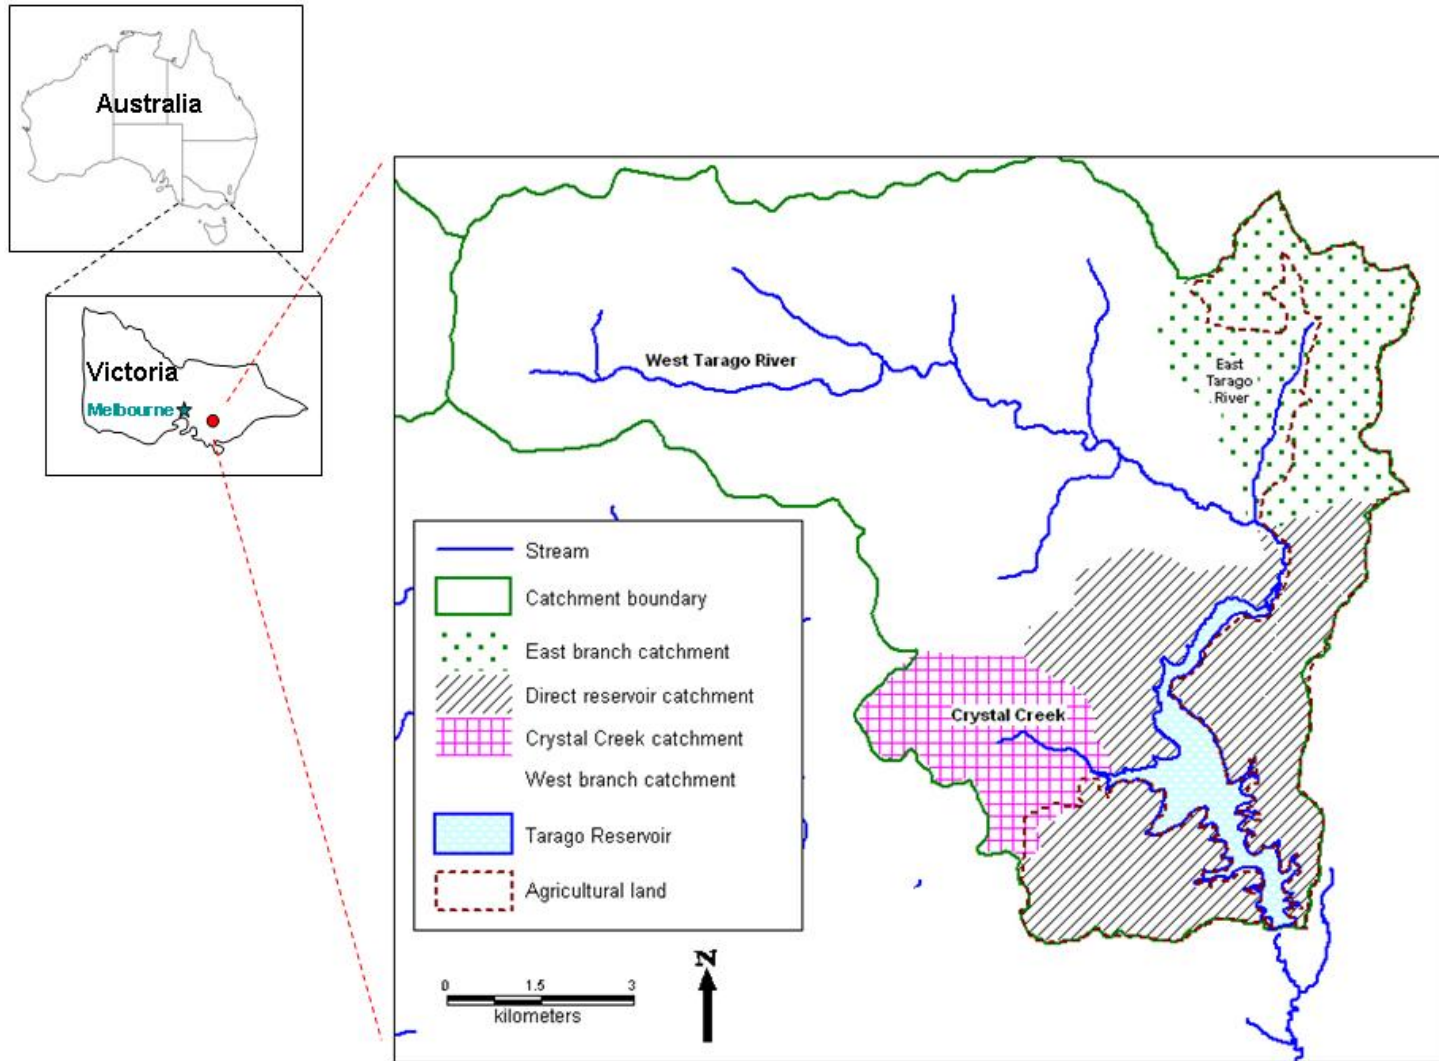 Australia
Victoria
Melbourne
West Tarago River
East
Tarago
River
Crystal Creek
Stream
Catchment boundary
East branch catchment
Direct reservoir catchment
Crystal Creek catchment
West branch catchment
Tarago Reservoir
Agricultural land
0 1.5 3
kilometers
N